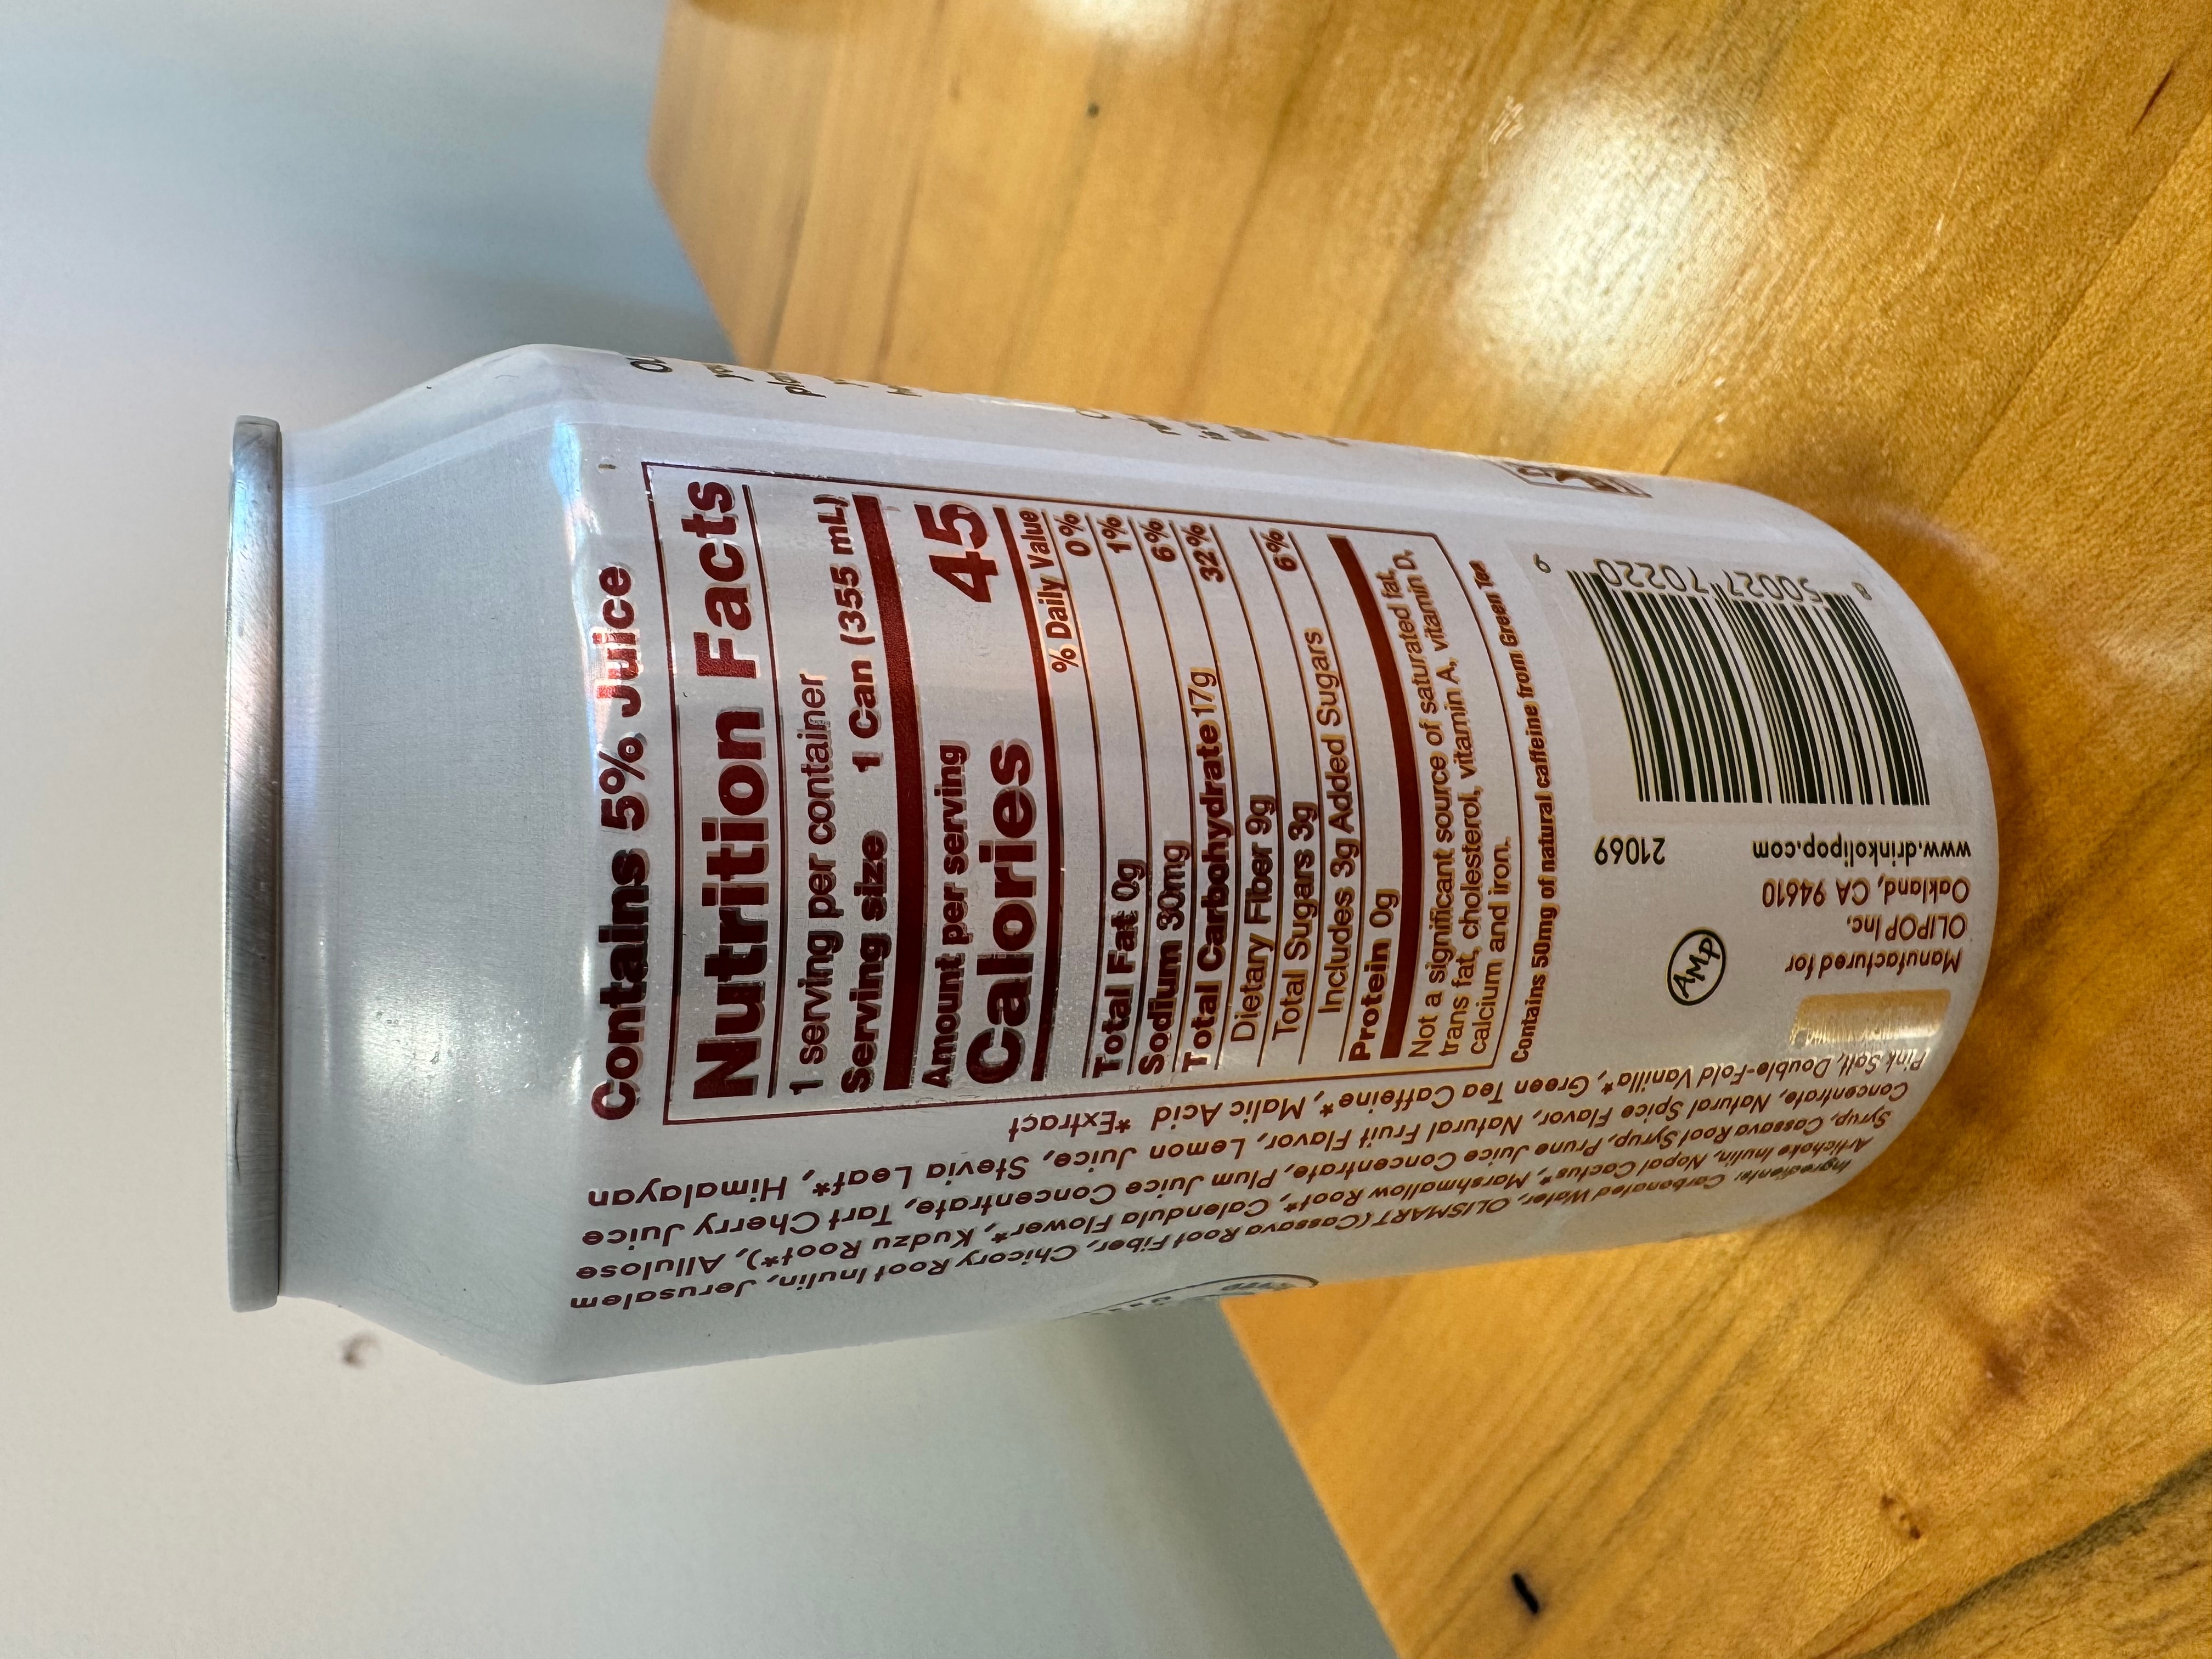 Contains 5% Juice
Nutrition Facts
1 serving per container
Serving size 1 Can (355 mL)
Amount per serving
Calories 45
% Daily Value
Total Fat 0g 0%
Sodium 30mg 1%
Total Carbohydrate 17g 6%
Dietary Fiber 9g 32%
Total Sugars 3g
Includes 3g Added Sugars 6%
Protein 0g
Not a significant source of saturated fat,
trans fat, cholesterol, vitamin A, vitamin D,
calcium and iron.
Contains 50mg of natural caffeine from Green Tea
Ingredients: Carbonated Water, OLISMART (Cassava Root Fiber, Chicory Root Inulin, Jerusalem
Artichoke Inulin, Nopal Cactus*, Marshmallow Root*, Calendula Flower*, Kudzu Root*), Allulose
Syrup, Cassava Root Syrup, Prune Juice Concentrate, Plum Juice Concentrate, Tart Cherry Juice
Concentrate, Natural Spice Flavor, Natural Fruit Flavor, Lemon Juice, Stevia Leaf*, Himalayan
Pink Salt, Double-Fold Vanilla*, Green Tea Caffeine*, Malic Acid *Extract
Manufactured for
OLIPOP Inc.
Oakland, CA 94610
www.drinkolipop.com
AMP
21069
8 50027 70220 9